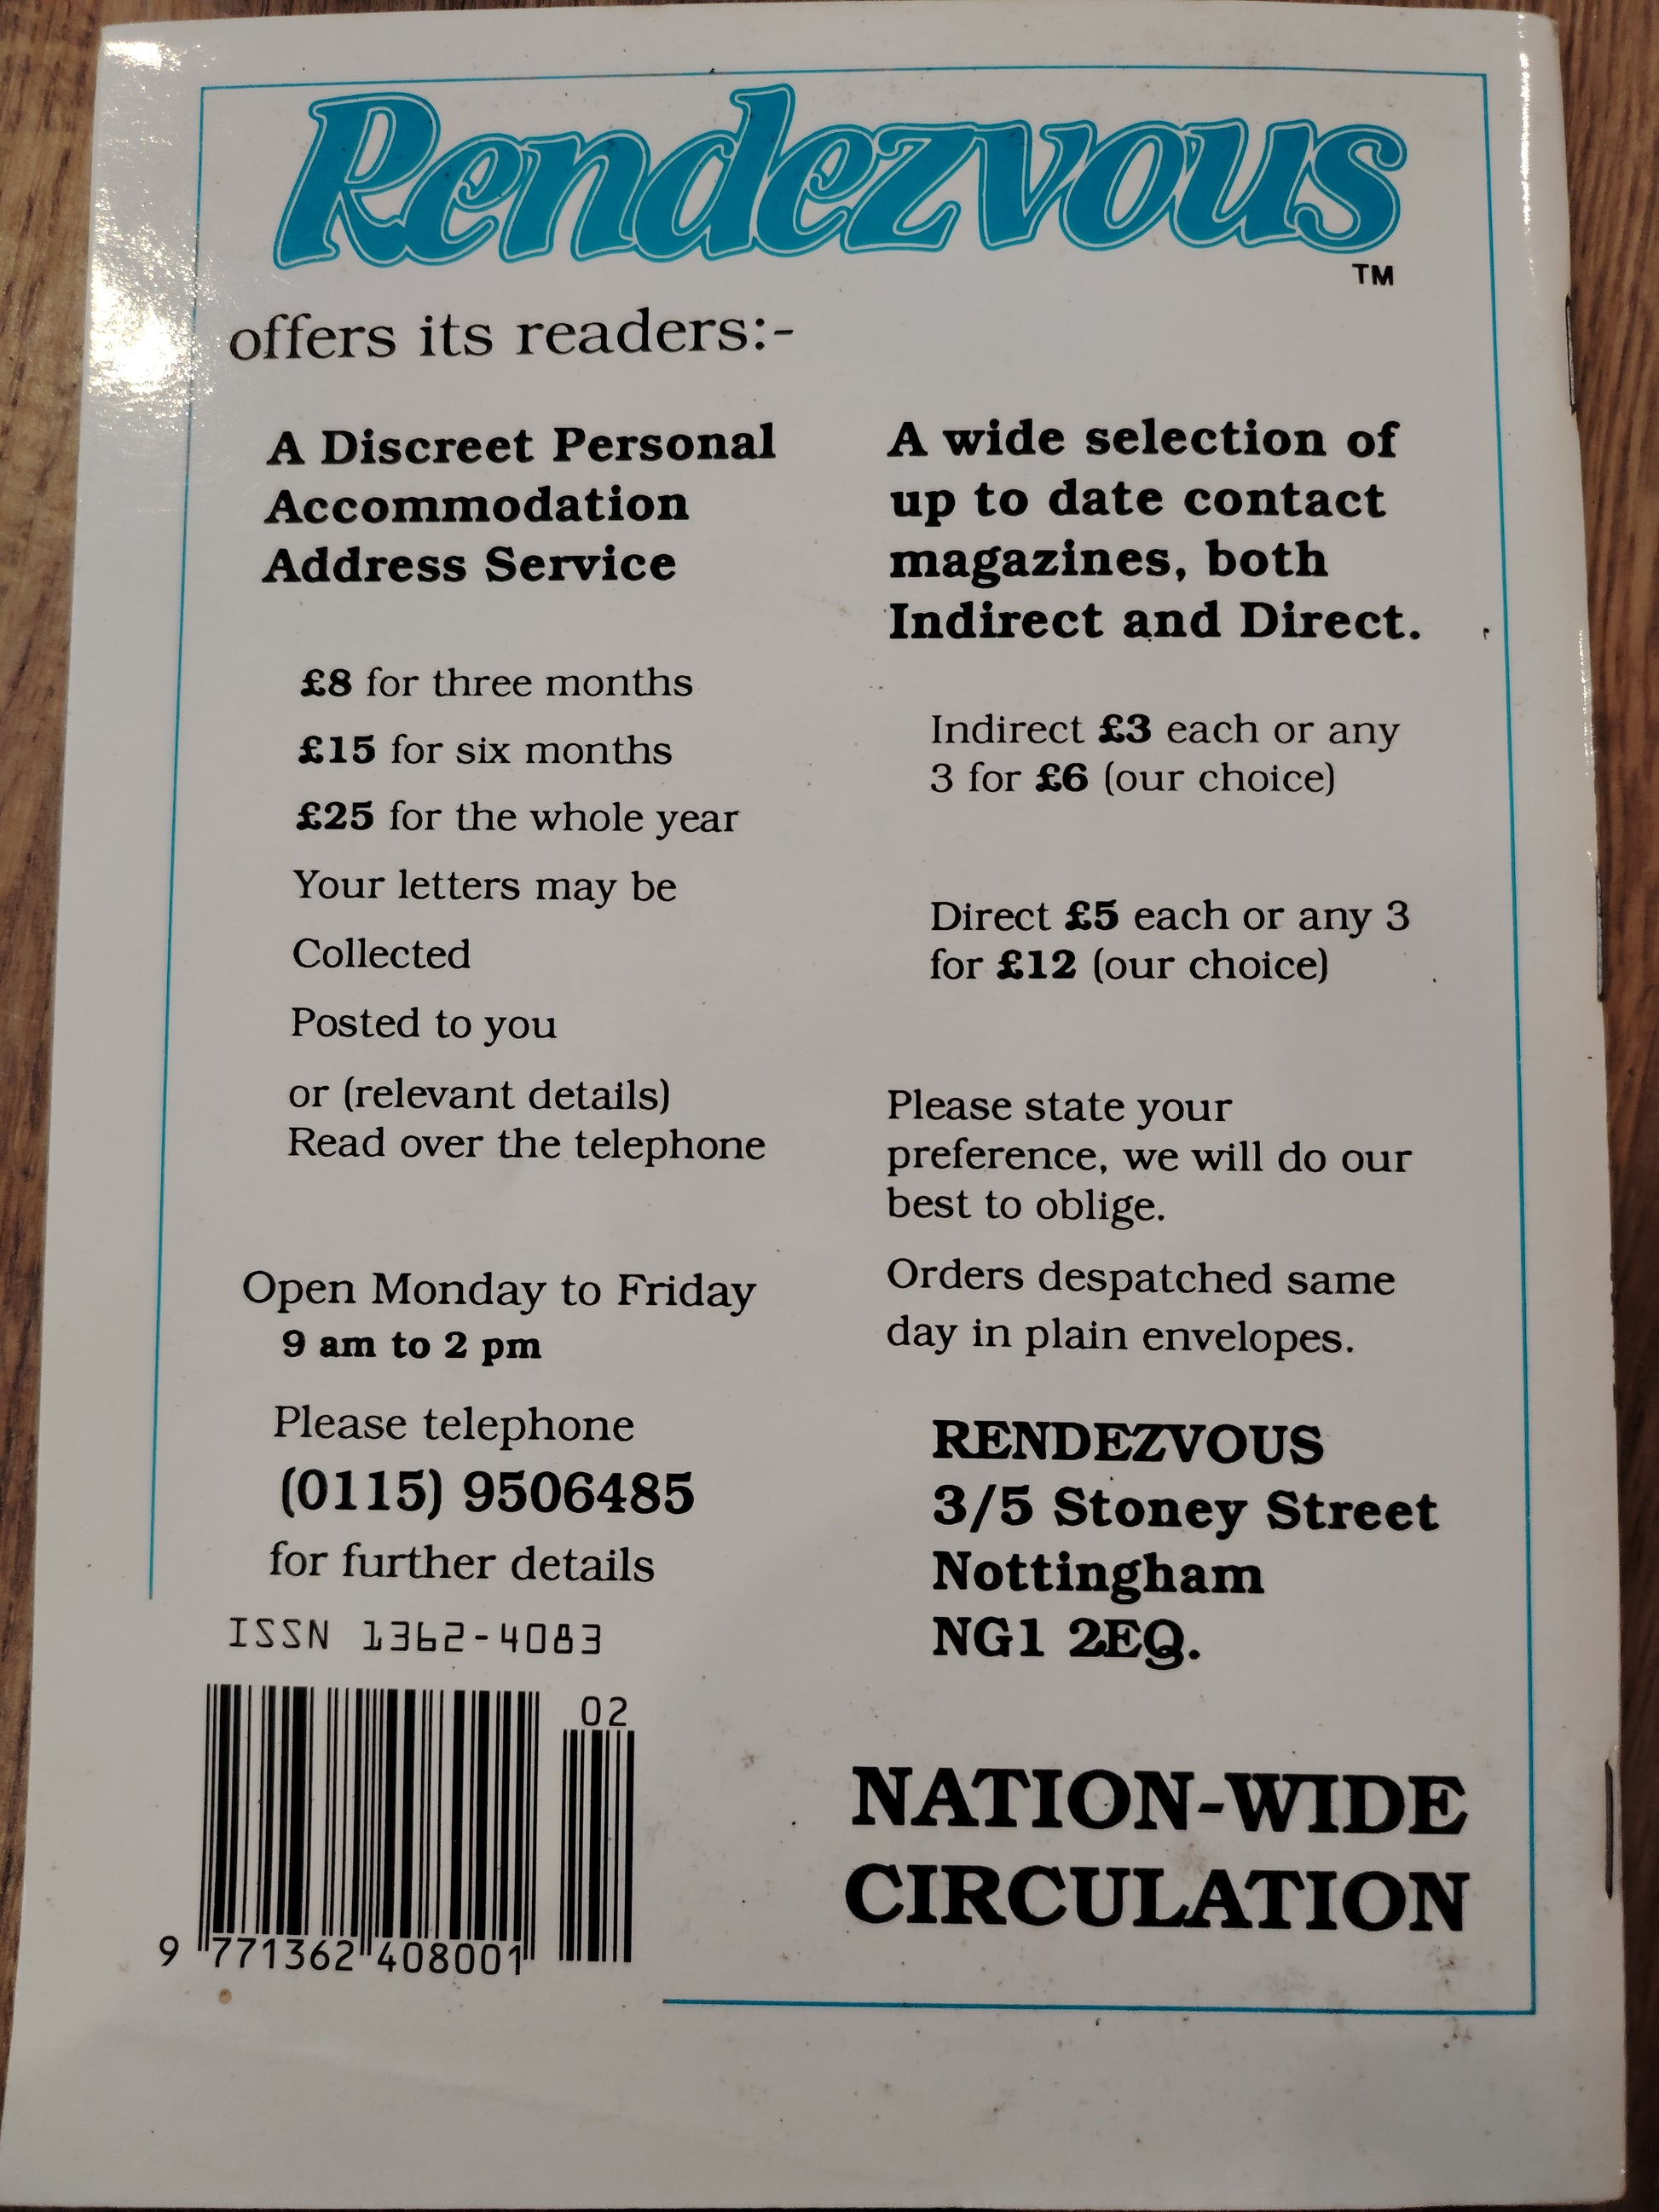 Rendezvous
TM
offers its readers:-
A Discreet Personal
Accommodation
Address Service
£8 for three months
£15 for six months
£25 for the whole year
Your letters may be
Collected
Posted to you
or (relevant details)
Read over the telephone
Open Monday to Friday
9 am to 2 pm
Please telephone
(0115) 9506485
for further details
A wide selection of
up to date contact
magazines, both
Indirect and Direct.
Indirect £3 each or any
3 for £6 (our choice)
Direct £5 each or any 3
for £12 (our choice)
Please state your
preference, we will do our
best to oblige.
Orders despatched same
day in plain envelopes.
RENDEZVOUS
3/5 Stoney Street
Nottingham
NG1 2EQ.
ISSN 1362-4083
02
9 771362 408001
NATION-WIDE
CIRCULATION